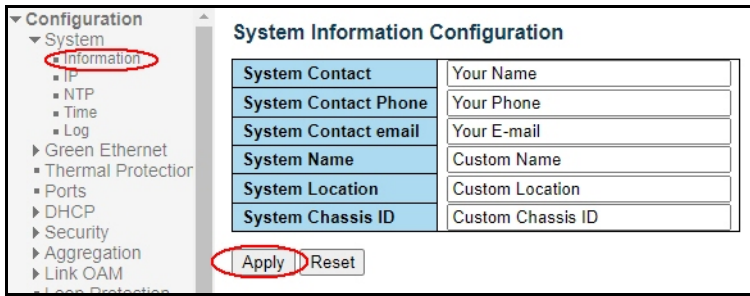 Configuration
System
Information
IP
NTP
Time
Log
Green Ethernet
Thermal Protection
Ports
DHCP
Security
Aggregation
Link OAM
Loop Protection
System Information Configuration
System Contact Your Name
System Contact Phone Your Phone
System Contact email Your E-mail
System Name Custom Name
System Location Custom Location
System Chassis ID Custom Chassis ID
Apply Reset